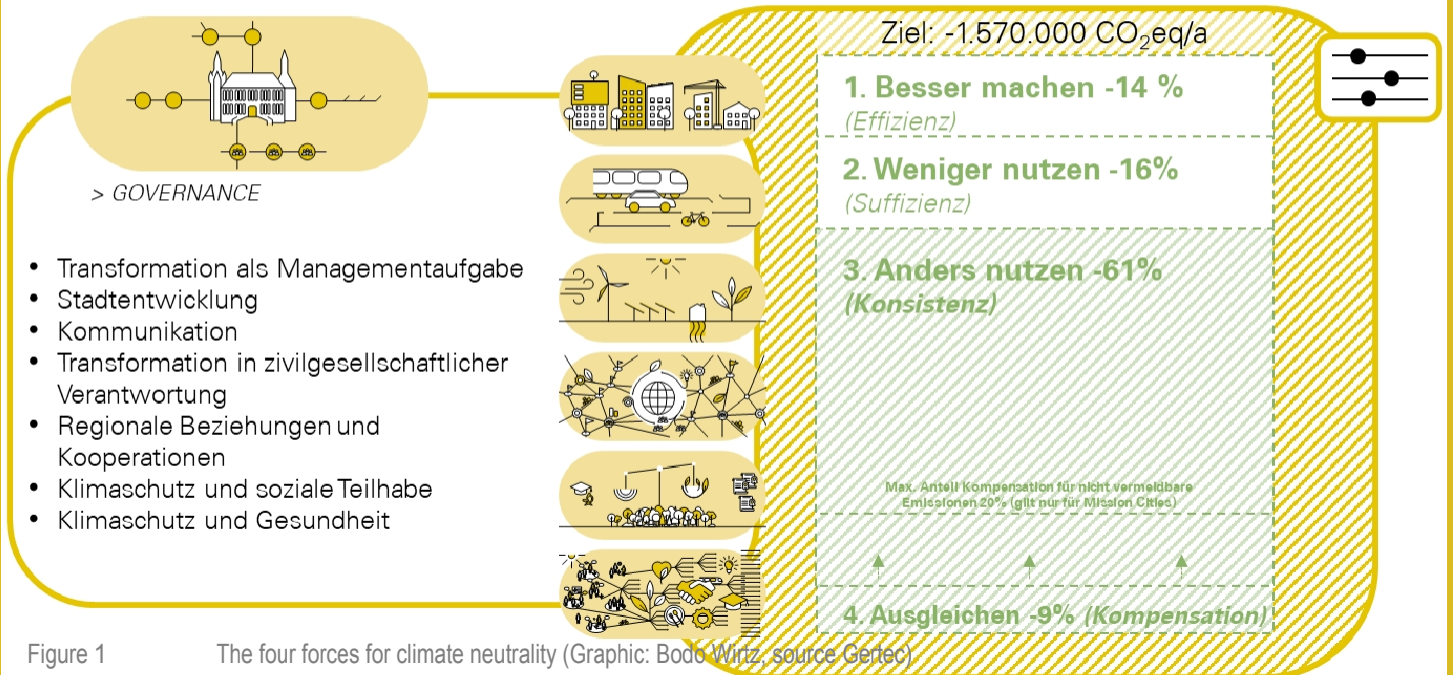 > GOVERNANCE
• Transformation als Managementaufgabe
• Stadtentwicklung
• Kommunikation
• Transformation in zivilgesellschaftlicher
Verantwortung
• Regionale Beziehungen und
Kooperationen
• Klimaschutz und soziale Teilhabe
• Klimaschutz und Gesundheit
Ziel: -1.570.000 CO₂eq/a
1. Besser machen -14 %
(Effizienz)
2. Weniger nutzen -16%
(Suffizienz)
3. Anders nutzen -61%
(Konsistenz)
Max. Anteil Kompensation für nicht vermeidbare
Emissionen 20% (gilt nur für Mission Cities)
4. Ausgleichen -9% (Kompensation)
Figure 1 The four forces for climate neutrality (Graphic: Bodo Wirtz, source Gertec)